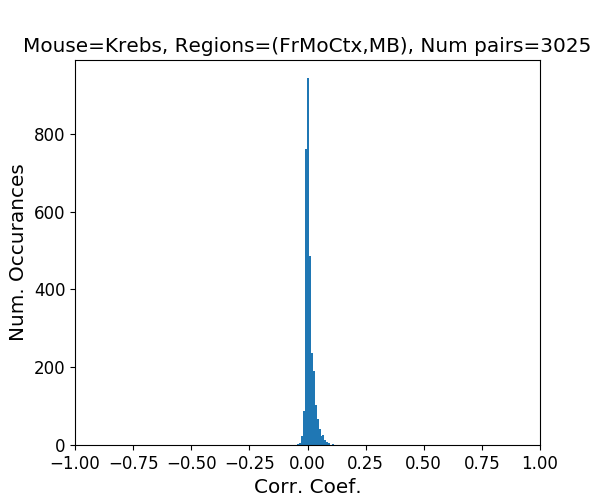 Mouse=Krebs, Regions=(FrMoCtx,MB), Num pairs=3025
Num. Occurances
800
600
400
200
0
−1.00 −0.75 −0.50 −0.25 0.00 0.25 0.50 0.75 1.00
Corr. Coef.